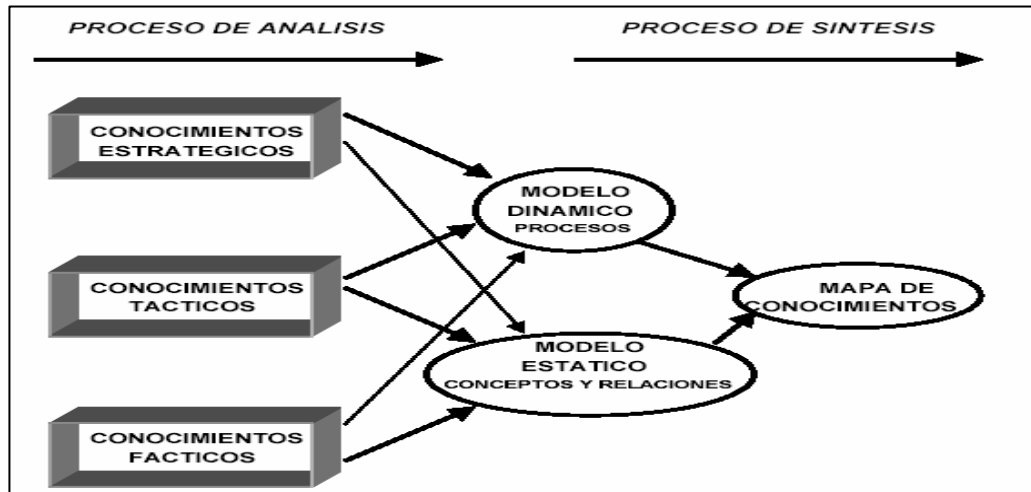 PROCESO DE ANALISIS
PROCESO DE SINTESIS
CONOCIMIENTOS
ESTRATEGICOS
MODELO
DINAMICO
PROCESOS
CONOCIMIENTOS
TACTICOS
MAPA DE
CONOCIMIENTOS
MODELO
ESTATICO
CONCEPTOS Y RELACIONES
CONOCIMIENTOS
FACTICOS